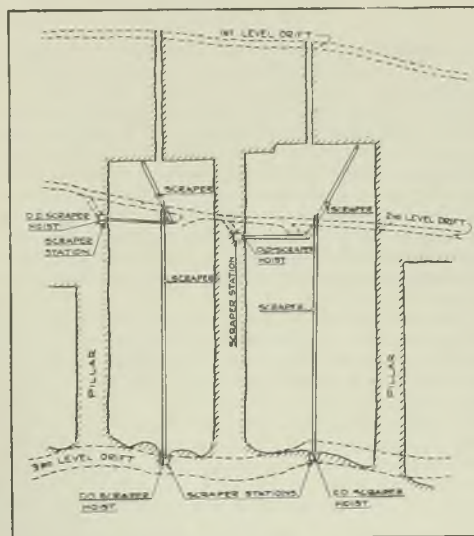 1ST LEVEL DRIFT
SCRAPER
SCRAPER
D.D. SCRAPER
HOIST
SCRAPER
STATION
2ND LEVEL DRIFT
SCRAPER
HOIST
SCRAPER
SCRAPER STATION
SCRAPER
PILLAR
PILLAR
3RD LEVEL DRIFT
SCRAPER
HOIST
SCRAPER STATIONS
SCRAPER
HOIST